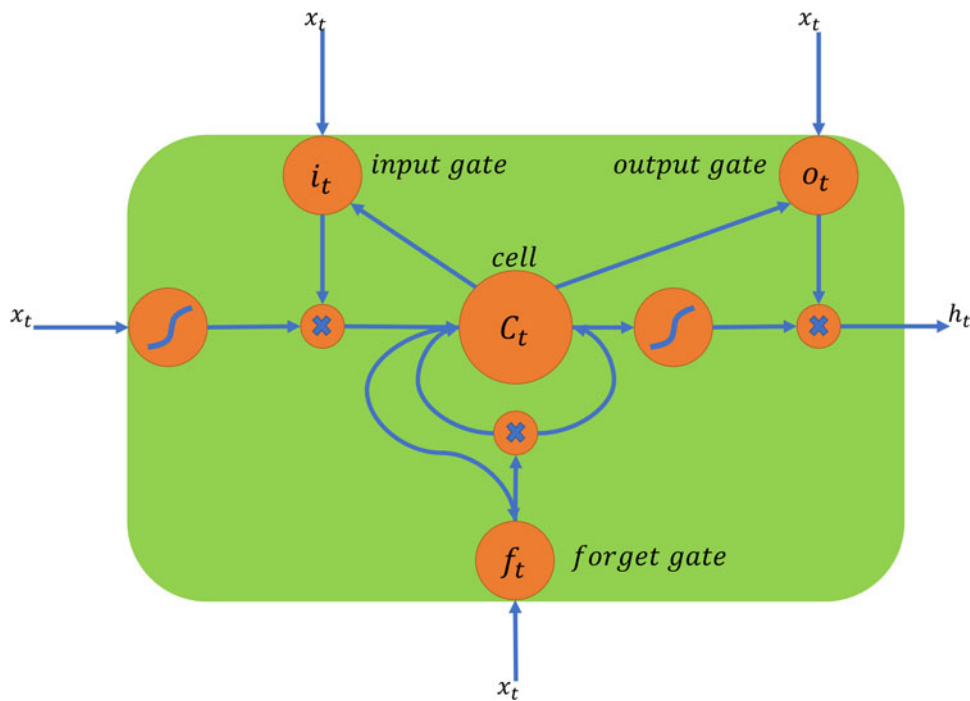 x_t
x_t
i_t
input gate
output gate
o_t
cell
x_t
C_t
h_t
f_t
forget gate
x_t